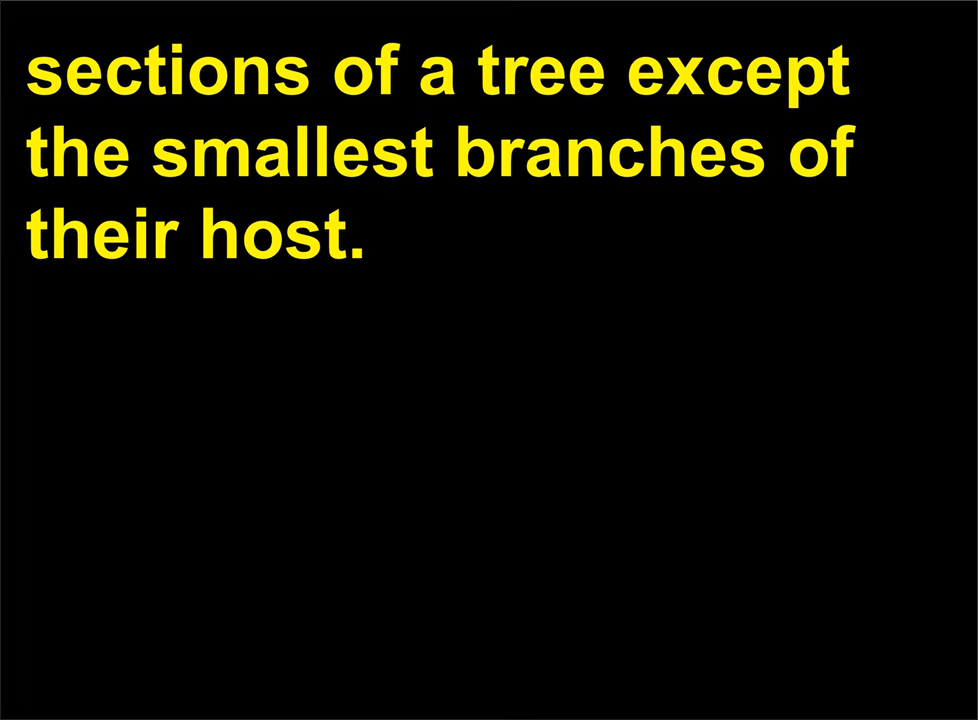 sections of a tree except
the smallest branches of
their host.